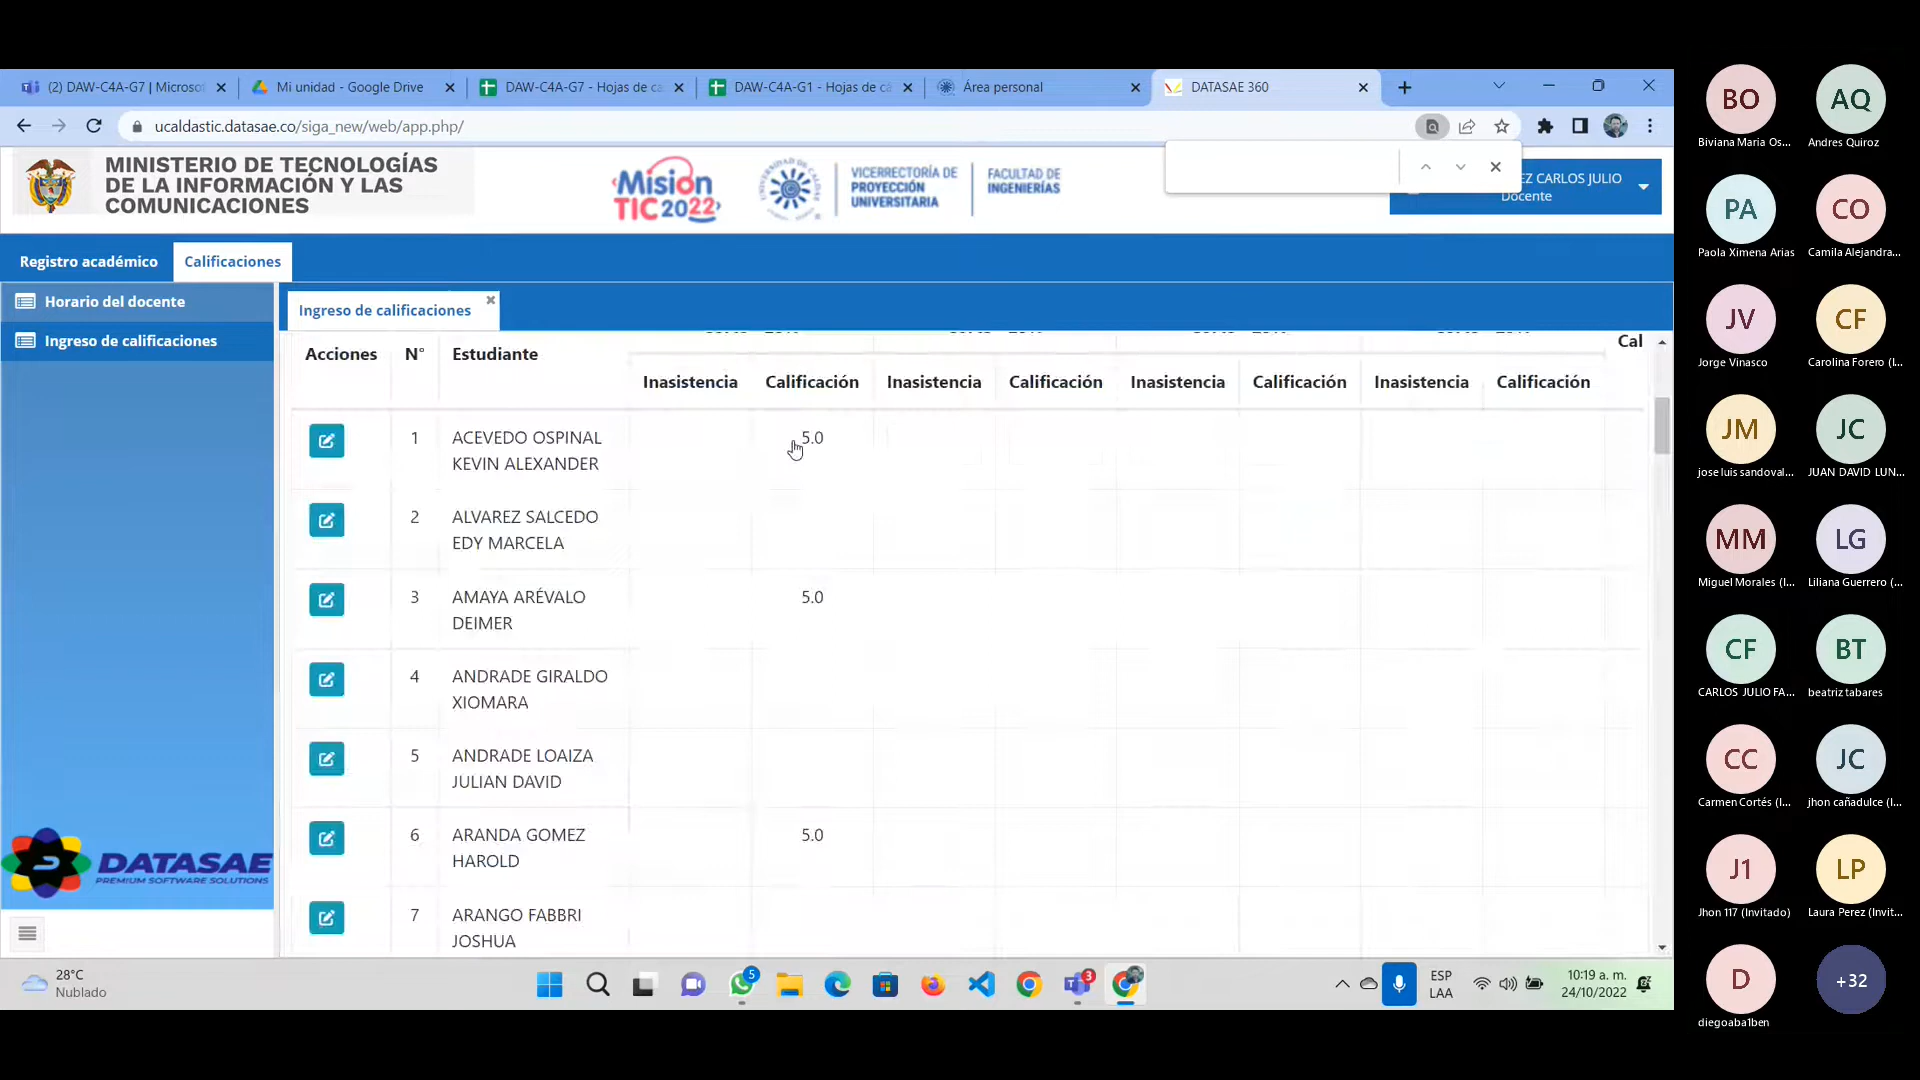 (2) DAW-C4A-G7 | Microso
Mi unidad - Google Drive
DAW-C4A-G7 - Hojas de ca
DAW-C4A-G1 - Hojas de cá
Área personal
DATASAE 360
ucaldastic.datasae.co/siga_new/web/app.php/
MINISTERIO DE TECNOLOGÍAS
DE LA INFORMACIÓN Y LAS
COMUNICACIONES
Misión
TIC2022
UNIVERSIDAD DE CALDAS
VICERRECTORÍA DE
PROYECCIÓN
UNIVERSITARIA
FACULTAD DE
INGENIERÍAS
EZ CARLOS JULIO
Docente
Registro académico
Calificaciones
Horario del docente
Ingreso de calificaciones
Ingreso de calificaciones
Acciones N° Estudiante Cal
Inasistencia Calificación Inasistencia Calificación Inasistencia Calificación Inasistencia Calificación
1 ACEVEDO OSPINAL 5.0
KEVIN ALEXANDER
2 ALVAREZ SALCEDO
EDY MARCELA
3 AMAYA ARÉVALO 5.0
DEIMER
4 ANDRADE GIRALDO
XIOMARA
5 ANDRADE LOAIZA
JULIAN DAVID
6 ARANDA GOMEZ 5.0
HAROLD
7 ARANGO FABBRI
JOSHUA
DATASAE
PREMIUM SOFTWARE SOLUTIONS
28°C
Nublado
5
3
ESP
LAA
10:19 a. m.
24/10/2022
BO
Biviana Maria Os...
AQ
Andres Quiroz
PA
Paola Ximena Arias
CO
Camila Alejandra...
JV
Jorge Vinasco
CF
Carolina Forero (I...
JM
jose luis sandoval...
JC
JUAN DAVID LUN...
MM
Miguel Morales (I...
LG
Liliana Guerrero (...
CF
CARLOS JULIO FA...
BT
beatriz tabares
CC
Carmen Cortés (I...
JC
jhon cañadulce (I...
J1
Jhon 117 (Invitado)
LP
Laura Perez (Invit...
D
diegoaba1ben
+32